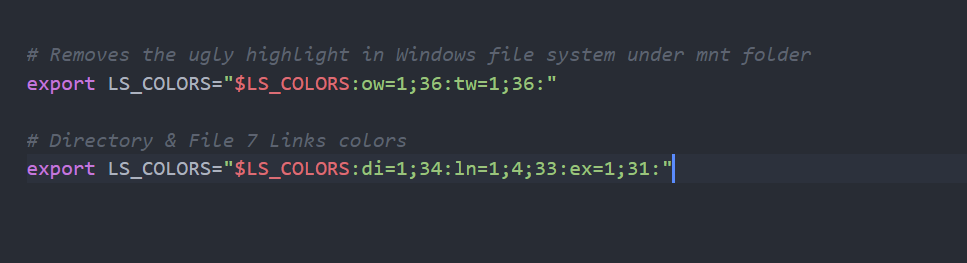 # Removes the ugly highlight in Windows file system under mnt folder
export LS_COLORS="$LS_COLORS:ow=1;36:tw=1;36:"
# Directory & File 7 Links colors
export LS_COLORS="$LS_COLORS:di=1;34:ln=1;4;33:ex=1;31:"